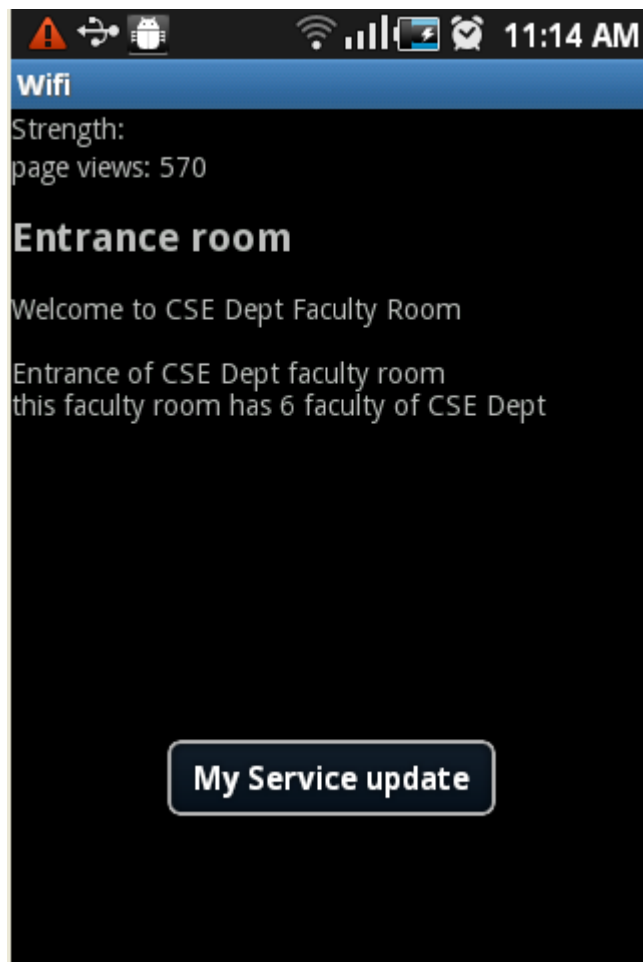 11:14 AM
Wifi
Strength:
page views: 570
Entrance room
Welcome to CSE Dept Faculty Room
Entrance of CSE Dept faculty room
this faculty room has 6 faculty of CSE Dept
My Service update